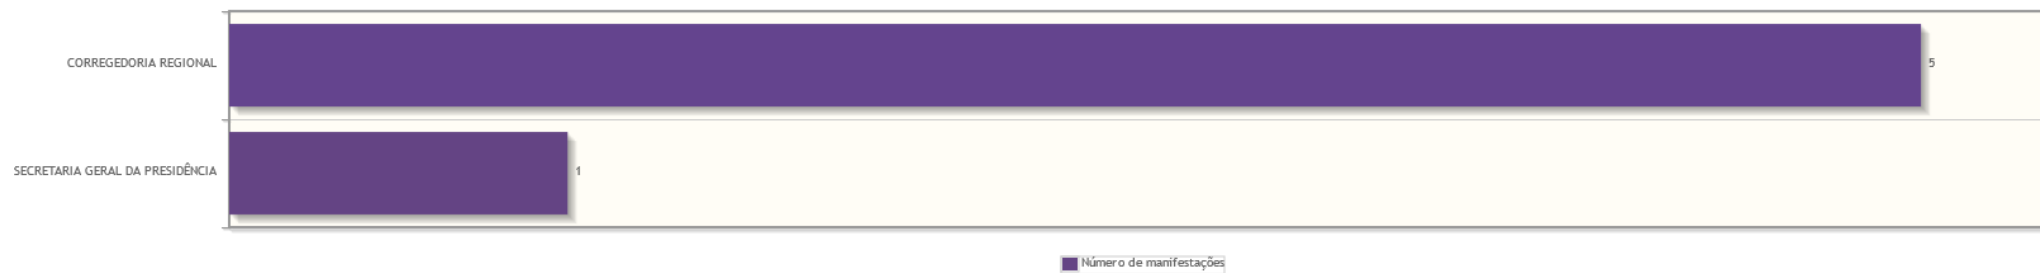 CORREGEDORIA REGIONAL
5
SECRETARIA GERAL DA PRESIDÊNCIA
1
Número de manifestações